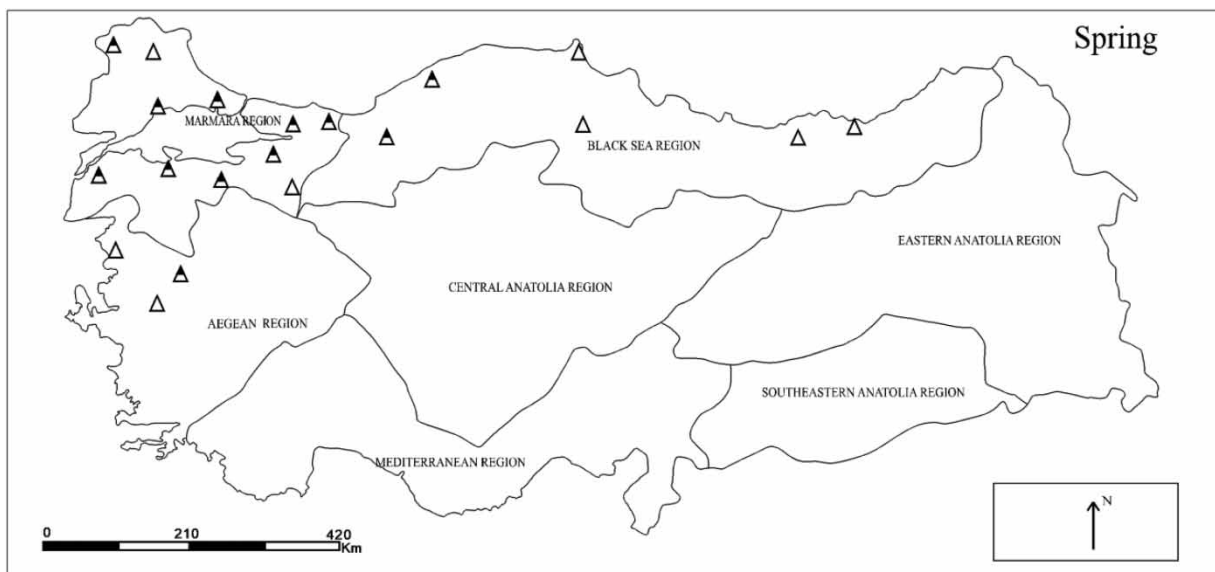 Spring
MARMARA REGION
BLACK SEA REGION
EASTERN ANATOLIA REGION
CENTRAL ANATOLIA REGION
AEGEAN REGION
SOUTHEASTERN ANATOLIA REGION
MEDITERRANEAN REGION
N
0 210 420
Km